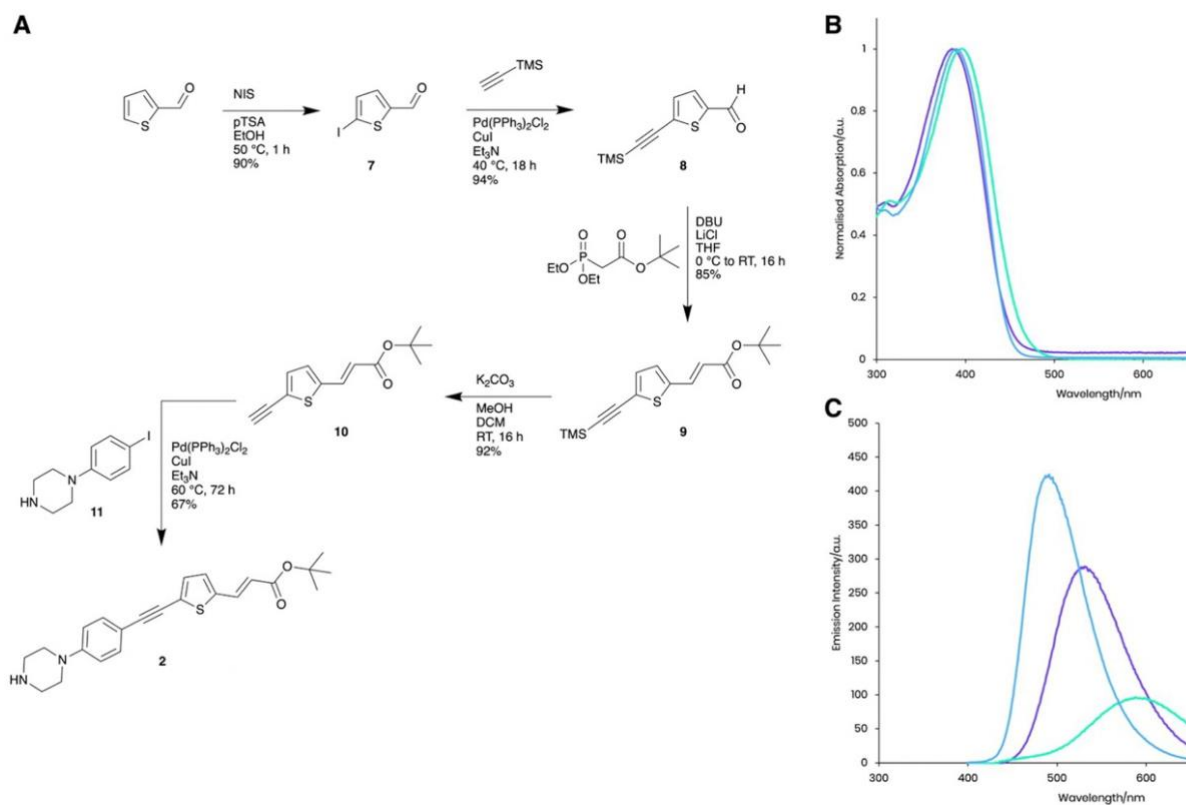 A
NIS
pTSA
EtOH
50 °C, 1 h
90%
S
O
I
S
O
7
TMS
Pd(PPh₃)₂Cl₂
CuI
Et₃N
40 °C, 18 h
94%
H
S
O
TMS
8
O
O
P
O
EtO
OEt
DBU
LiCl
THF
0 °C to RT, 16 h
85%
O
O
S
TMS
9
K₂CO₃
MeOH
DCM
RT, 16 h
92%
O
O
S
10
I
N
HN
11
Pd(PPh₃)₂Cl₂
CuI
Et₃N
60 °C, 72 h
67%
O
O
S
N
HN
2
B
Normalised Absorption/a.u.
1
0.8
0.6
0.4
0.2
0
300
400
500
600
Wavelength/nm
C
Emission Intensity/a.u.
500
450
400
350
300
250
200
150
100
50
0
300
400
500
600
Wavelength/nm